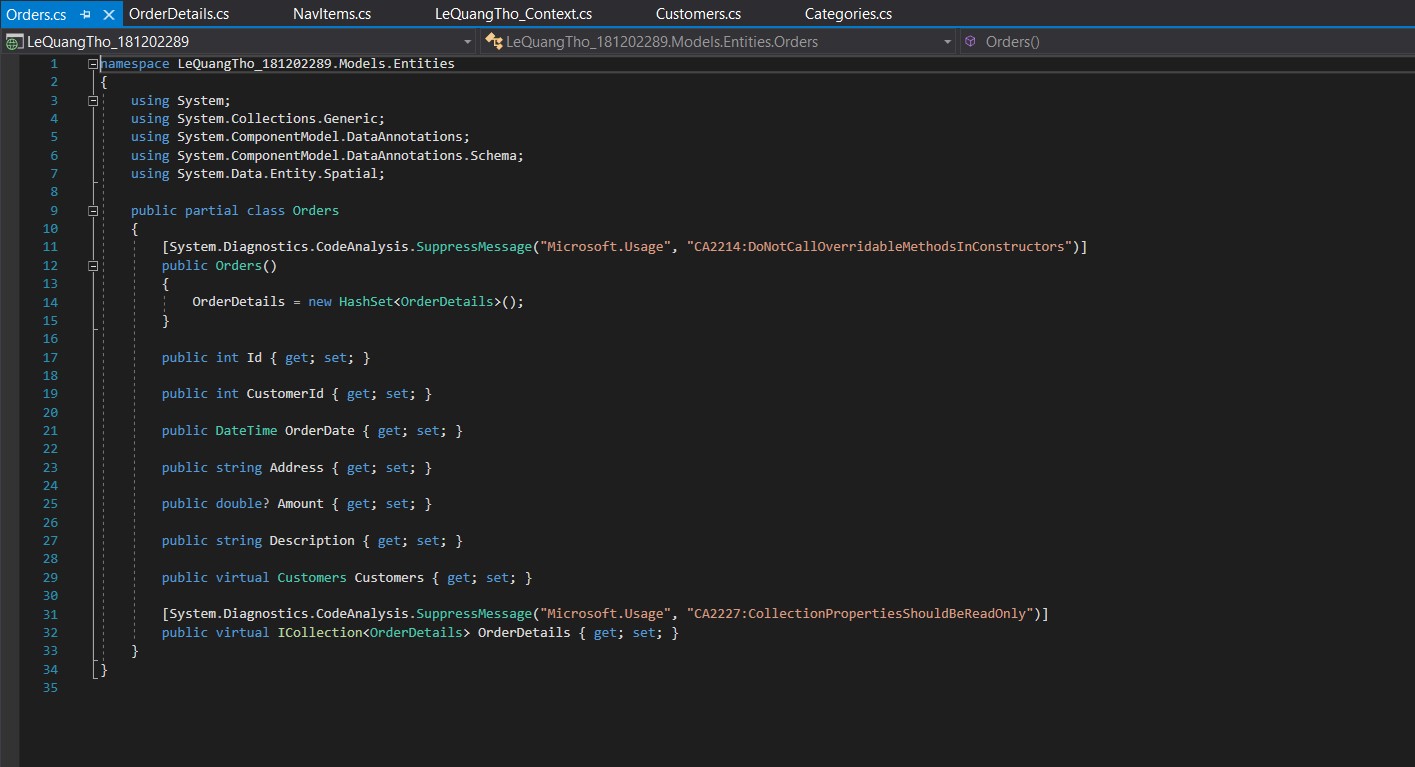 Orders.cs OrderDetails.cs NavItems.cs LeQuangTho_Context.cs Customers.cs Categories.cs
LeQuangTho_181202289 LeQuangTho_181202289.Models.Entities.Orders Orders()
1 namespace LeQuangTho_181202289.Models.Entities
2 {
3 using System;
4 using System.Collections.Generic;
5 using System.ComponentModel.DataAnnotations;
6 using System.ComponentModel.DataAnnotations.Schema;
7 using System.Data.Entity.Spatial;
8
9 public partial class Orders
10 {
11 [System.Diagnostics.CodeAnalysis.SuppressMessage("Microsoft.Usage", "CA2214:DoNotCallOverridableMethodsInConstructors")]
12 public Orders()
13 {
14 OrderDetails = new HashSet<OrderDetails>();
15 }
16
17 public int Id { get; set; }
18
19 public int CustomerId { get; set; }
20
21 public DateTime OrderDate { get; set; }
22
23 public string Address { get; set; }
24
25 public double? Amount { get; set; }
26
27 public string Description { get; set; }
28
29 public virtual Customers Customers { get; set; }
30
31 [System.Diagnostics.CodeAnalysis.SuppressMessage("Microsoft.Usage", "CA2227:CollectionPropertiesShouldBeReadOnly")]
32 public virtual ICollection<OrderDetails> OrderDetails { get; set; }
33 }
34 }
35